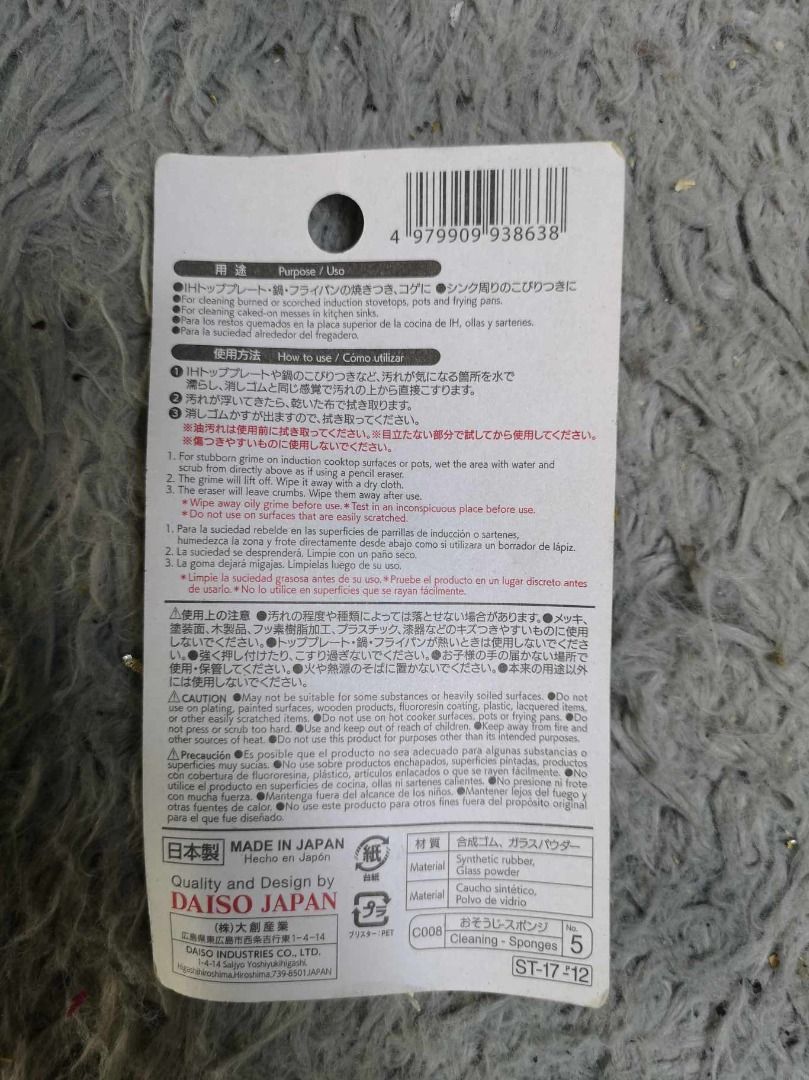 4 979909 938638
用途 Purpose / Uso
●IHトッププレート・鍋・フライパンの焼きつき、コゲに ●シンク周りのこびりつきに
●For cleaning burned or scorched induction stovetops, pots and frying pans.
●For cleaning caked-on messes in kitchen sinks.
●Para los restos quemados en la placa superior de la cocina de IH, ollas y sartenes.
●Para la suciedad alrededor del fregadero.
使用方法 How to use / Cómo utilizar
❶ IHトッププレートや鍋のこびりつきなど、汚れが気になる箇所を水で
濡らし、消しゴムと同じ感覚で汚れの上から直接こすります。
❷ 汚れが浮いてきたら、乾いた布で拭き取ります。
❸ 消しゴムかすが出ますので、拭き取ってください。
※油汚れは使用前に拭き取ってください。※目立たない部分で試してから使用してください。
※傷つきやすいものに使用しないでください。
1. For stubborn grime on induction cooktop surfaces or pots, wet the area with water and
scrub from directly above as if using a pencil eraser.
2. The grime will lift off. Wipe it away with a dry cloth.
3. The eraser will leave crumbs. Wipe them away after use.
*Wipe away oily grime before use.*Test in an inconspicuous place before use.
*Do not use on surfaces that are easily scratched.
1. Para la suciedad rebelde en las superficies de parrillas de inducción o sartenes,
humedezca la zona y frote directamente desde abajo como si utilizara un borrador de lápiz.
2. La suciedad se desprenderá. Limpie con un paño seco.
3. La goma dejará migajas. Limpielas luego de su uso.
*Limpie la suciedad grasosa antes de su uso.*Pruebe el producto en un lugar discreto antes
de usarlo.*No lo utilice en superficies que se rayan fácilmente.
⚠使用上の注意 ●汚れの程度や種類によっては落とせない場合があります。●メッキ、
塗装面、木製品、フッ素樹脂加工、プラスチック、漆器などのキズつきやすいものに使用
しないでください。●トッププレート・鍋・フライパンが熱いときは使用しないでくださ
い。●強く押し付けたり、こすり過ぎないでください。●お子様の手の届かない場所で
使用・保管してください。●火や熱源のそばに置かないでください。●本来の用途以外
には使用しないでください。
⚠CAUTION ●May not be suitable for some substances or heavily soiled surfaces. ●Do not
use on plating, painted surfaces, wooden products, fluororesin coating, plastic, lacquered items,
or other easily scratched items. ●Do not use on hot cooker surfaces, pots or frying pans. ●Do
not press or scrub too hard. ●Use and keep out of reach of children. ●Keep away from fire and
other sources of heat. ●Do not use this product for purposes other than its intended purposes.
⚠Precaución ●Es posible que el producto no sea adecuado para algunas substancias o
superficies muy sucias. ●No use sobre productos enchapados, superficies pintadas, productos
con cobertura de fluororesina, plástico, artículos enlacados o que se rayen fácilmente. ●No
utilice el producto en superficies de cocina, ollas ni sartenes calientes. ●No presione ni frote
con mucha fuerza. ●Mantenga fuera del alcance de los niños. ●Mantener lejos del fuego y
otras fuentes de calor. ●No use este producto para otros fines fuera del propósito original
para el que fue diseñado.
日本製 MADE IN JAPAN
Hecho en Japón
紙
台紙
プラ
ブリスター：PET
Quality and Design by
DAISO JAPAN
(株)大創産業
広島県東広島市西条吉行東1-4-14
DAISO INDUSTRIES CO., LTD.
1-4-14 Saijyo Yoshiyukihigashi,
Higashihiroshima,Hiroshima,739-8501,JAPAN
材質 合成ゴム、ガラスパウダー
Material Synthetic rubber,
Glass powder
Material Caucho sintético,
Polvo de vidrio
C008 おそうじ-スポンジ
Cleaning - Sponges
No. 5
ST-17-P-12